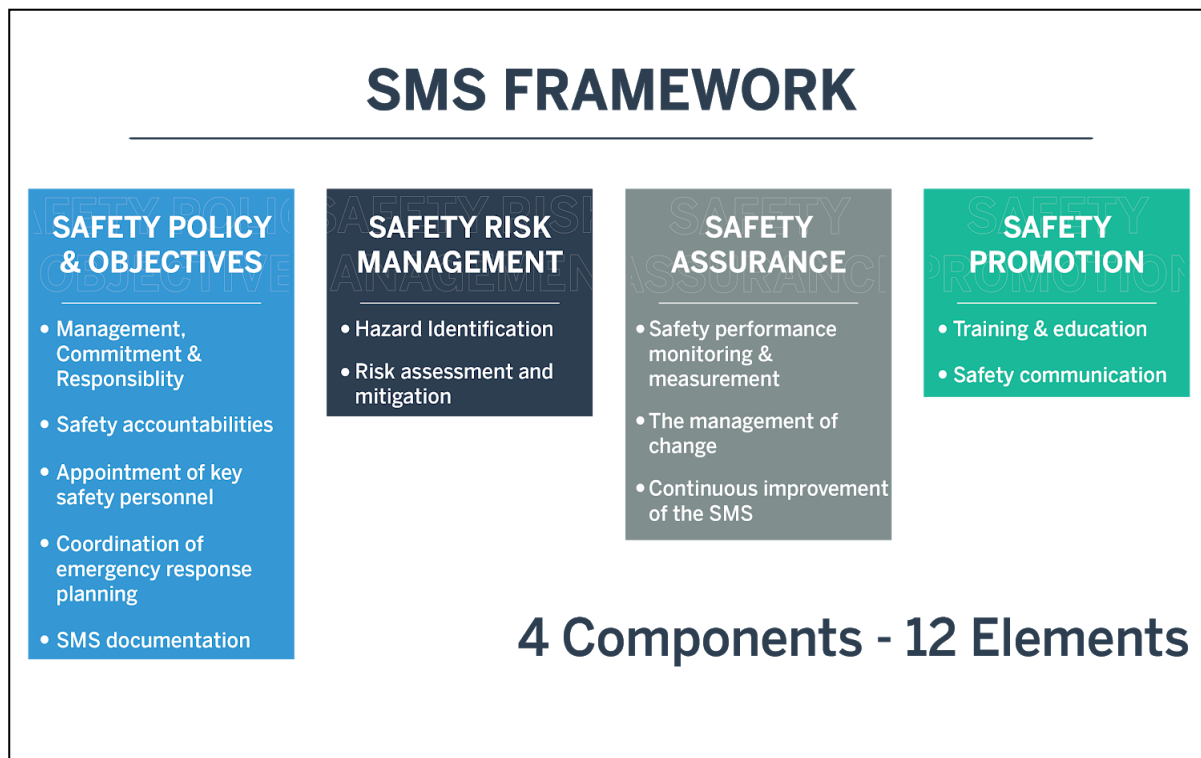 SMS FRAMEWORK
SAFETY POLICY
& OBJECTIVES
• Management,
Commitment &
Responsiblity
• Safety accountabilities
• Appointment of key
safety personnel
• Coordination of
emergency response
planning
• SMS documentation
SAFETY RISK
MANAGEMENT
• Hazard Identification
• Risk assessment and
mitigation
SAFETY
ASSURANCE
• Safety performance
monitoring &
measurement
• The management of
change
• Continuous improvement
of the SMS
SAFETY
PROMOTION
• Training & education
• Safety communication
4 Components - 12 Elements